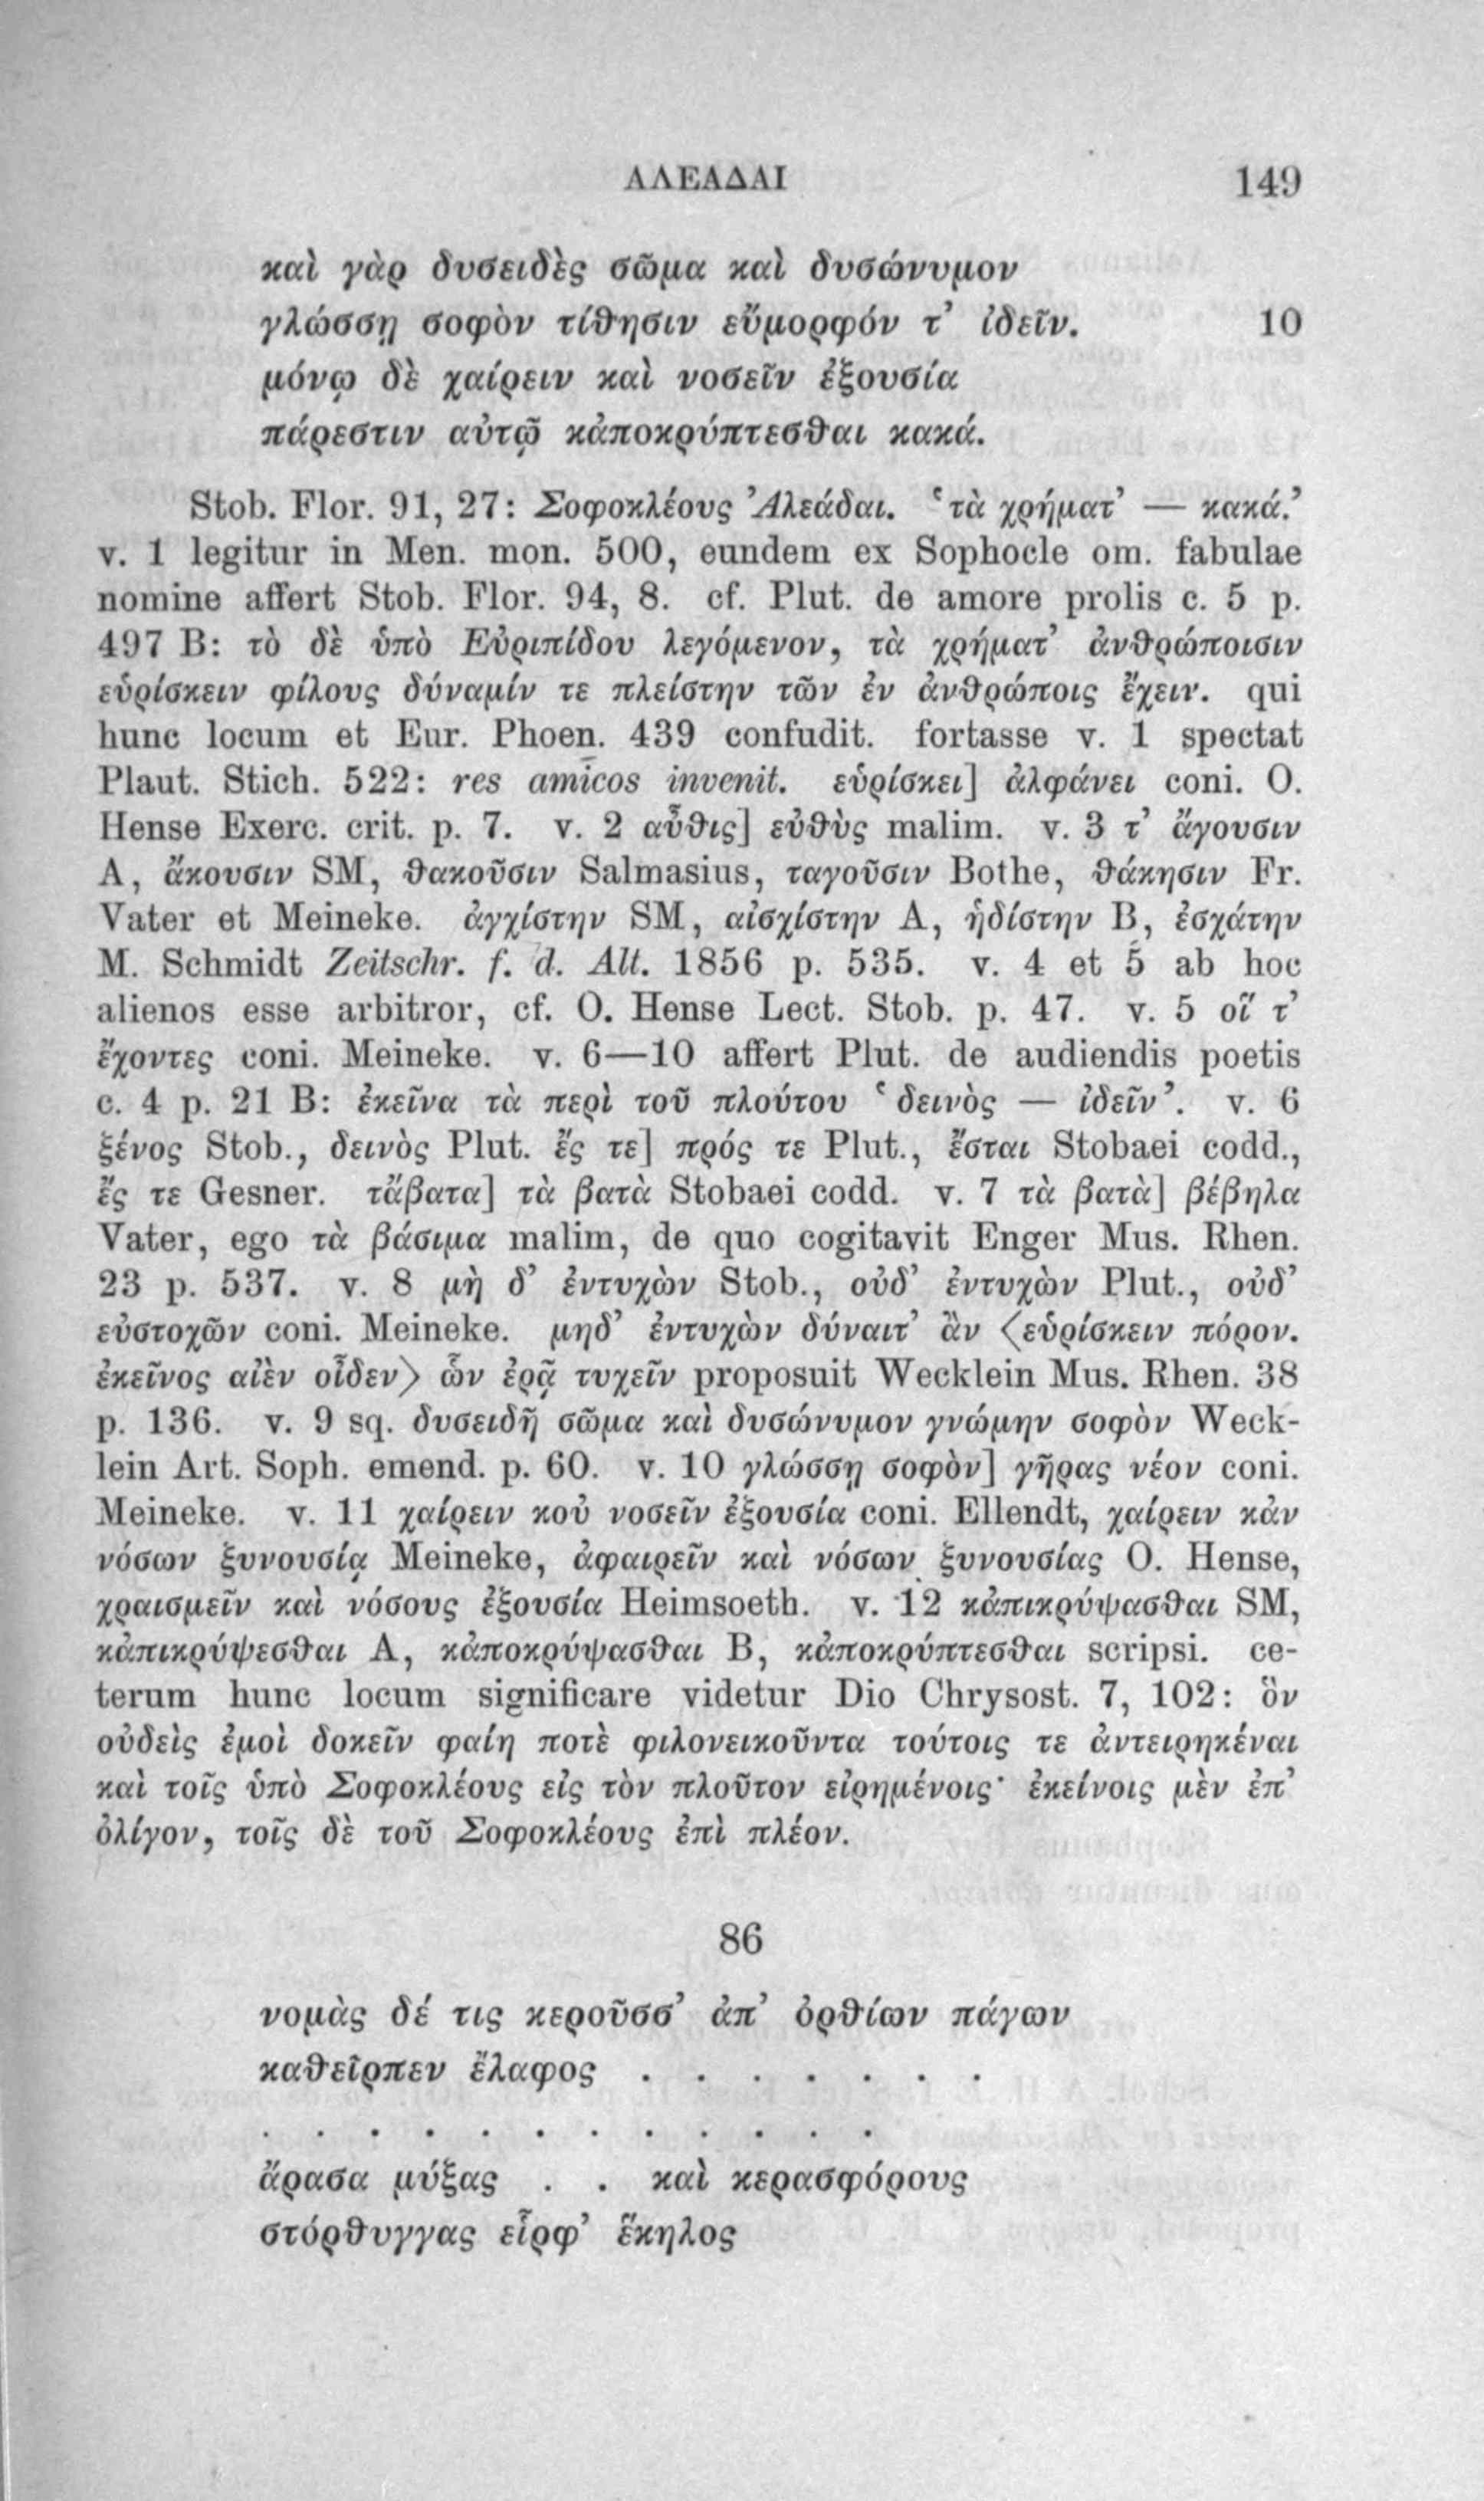 ΑΛΕΑΔΑΙ 149
καὶ γὰρ δυσειδὲς σῶμα καὶ δυσώνυμον
γλώσσῃ σοφὸν τίθησιν εὔμορφόν τ’ ἰδεῖν. 10
μόνῳ δὲ χαίρειν καὶ νοσεῖν ἐξουσία
πάρεστιν αὐτῷ κἀποκρύπτεσθαι κακά.
Stob. Flor. 91, 27: Σοφοκλέους Ἀλεάδαι. ‘τὰ χρήματ’ — κακά.’
v. 1 legitur in Men. mon. 500, eundem ex Sophocle om. fabulae
nomine affert Stob. Flor. 94, 8. cf. Plut. de amore prolis c. 5 p.
497 B: τὸ δὲ ὑπὸ Εὐριπίδου λεγόμενον, τὰ χρήματ’ ἀνθρώποισιν
εὑρίσκειν φίλους δύναμίν τε πλείστην τῶν ἐν ἀνθρώποις ἔχειν. qui
hunc locum et Eur. Phoen. 439 confudit. fortasse v. 1 spectat
Plaut. Stich. 522: res amicos invenit. εὑρίσκει] ἀλφάνει coni. O.
Hense Exerc. crit. p. 7. v. 2 αὖθις] εὐθὺς malim. v. 3 τ’ ἄγουσιν
A, ἄκουσιν SM, θακοῦσιν Salmasius, ταγοῦσιν Bothe, θάκησιν Fr.
Vater et Meineke. ἀγχίστην SM, αἰσχίστην A, ἡδίστην B, ἐσχάτην
M. Schmidt Zeitschr. f. d. Alt. 1856 p. 535. v. 4 et 5 ab hoc
alienos esse arbitror, cf. O. Hense Lect. Stob. p. 47. v. 5 οἵ τ’
ἔχοντες coni. Meineke. v. 6—10 affert Plut. de audiendis poetis
c. 4 p. 21 B: ἐκεῖνα τὰ περὶ τοῦ πλούτου ‘δεινὸς — ἰδεῖν’. v. 6
ξένος Stob., δεινὸς Plut. ἔς τε] πρός τε Plut., ἔσται Stobaei codd.,
ἔς τε Gesner. τἄβατα] τὰ βατὰ Stobaei codd. v. 7 τὰ βατὰ] βέβηλα
Vater, ego τὰ βάσιμα malim, de quo cogitavit Enger Mus. Rhen.
23 p. 537. v. 8 μὴ δ’ ἐντυχὼν Stob., οὐδ’ ἐντυχὼν Plut., οὐδ’
εὐστοχῶν coni. Meineke. μηδ’ ἐντυχὼν δύναιτ’ ἂν ⟨εὑρίσκειν πόρον.
ἐκεῖνος αἰὲν οἶδεν⟩ ὧν ἐρᾷ τυχεῖν proposuit Wecklein Mus. Rhen. 38
p. 136. v. 9 sq. δυσειδῆ σῶμα καὶ δυσώνυμον γνώμην σοφὸν Weck-
lein Art. Soph. emend. p. 60. v. 10 γλώσσῃ σοφὸν] γῆρας νέον coni.
Meineke. v. 11 χαίρειν κοὐ νοσεῖν ἐξουσία coni. Ellendt, χαίρειν κἀν
νόσων ξυνουσίᾳ Meineke, ἀφαιρεῖν καὶ νόσων ξυνουσίας O. Hense,
χραισμεῖν καὶ νόσους ἐξουσία Heimsoeth. v. 12 κἀπικρύψασθαι SM,
κἀπικρύψεσθαι A, κἀποκρύψασθαι B, κἀποκρύπτεσθαι scripsi. ce-
terum hunc locum significare videtur Dio Chrysost. 7, 102: ὃν
οὐδεὶς ἐμοὶ δοκεῖν φαίη ποτὲ φιλονεικοῦντα τούτοις τε ἀντειρηκέναι
καὶ τοῖς ὑπὸ Σοφοκλέους εἰς τὸν πλοῦτον εἰρημένοις· ἐκείνοις μὲν ἐπ’
ὀλίγον, τοῖς δὲ τοῦ Σοφοκλέους ἐπὶ πλέον.
86
νομὰς δέ τις κεροῦσσ’ ἀπ’ ὀρθίων πάγων
καθεῖρπεν ἔλαφος . . . . . . .
. . . . . . . . . . . .
ἄρασα μύξας . . καὶ κερασφόρους
στόρθυγγας εἷρφ’ ἕκηλος